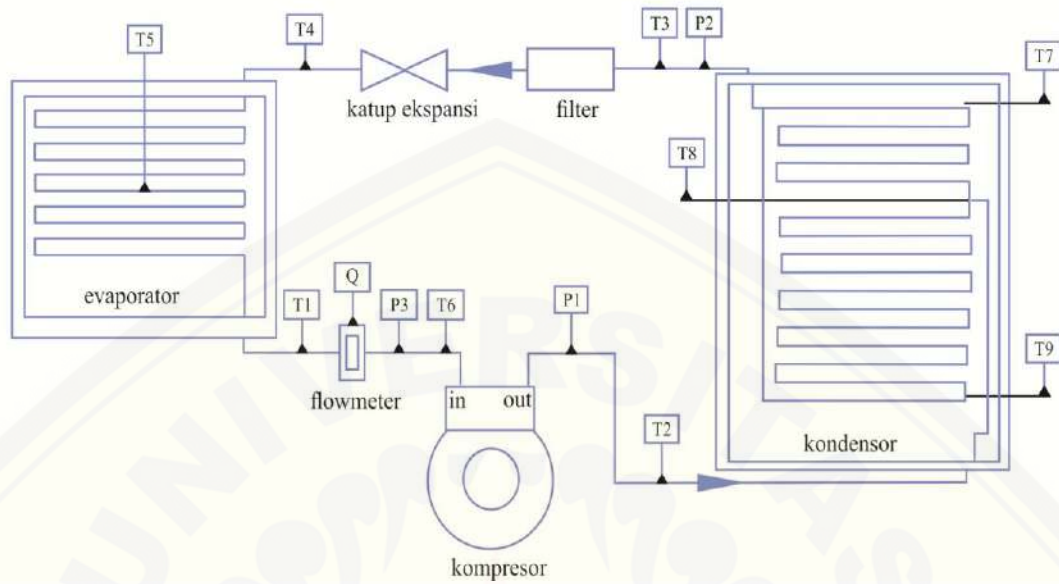 T5
T4
T3
P2
T7
katup ekspansi
filter
T8
evaporator
T1
Q
P3
T6
P1
flowmeter
in
out
T2
T9
kondensor
kompresor
UNIVERSITAS